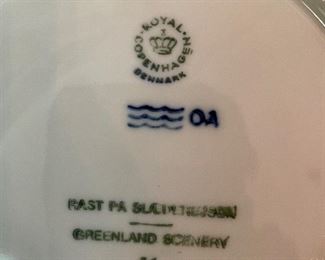 ROYAL
COPENHAGEN
DENMARK
OA
RAST PA
GREENLAND SCENERY